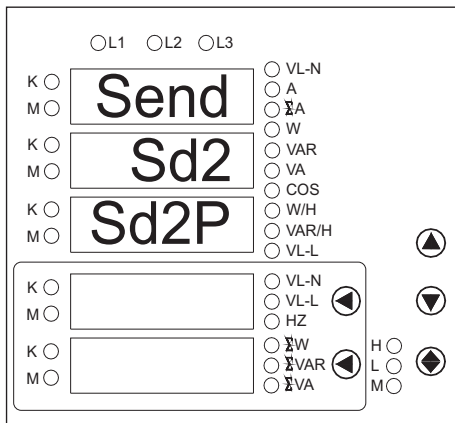 L1 L2 L3
K
M
Send
VL-N
A
ΣA
W
K
M
Sd2
VAR
VA
COS
K
M
Sd2P
W/H
VAR/H
VL-L
K
M
VL-N
VL-L
HZ
K
M
ΣW
ΣVAR
ΣVA
H
L
M